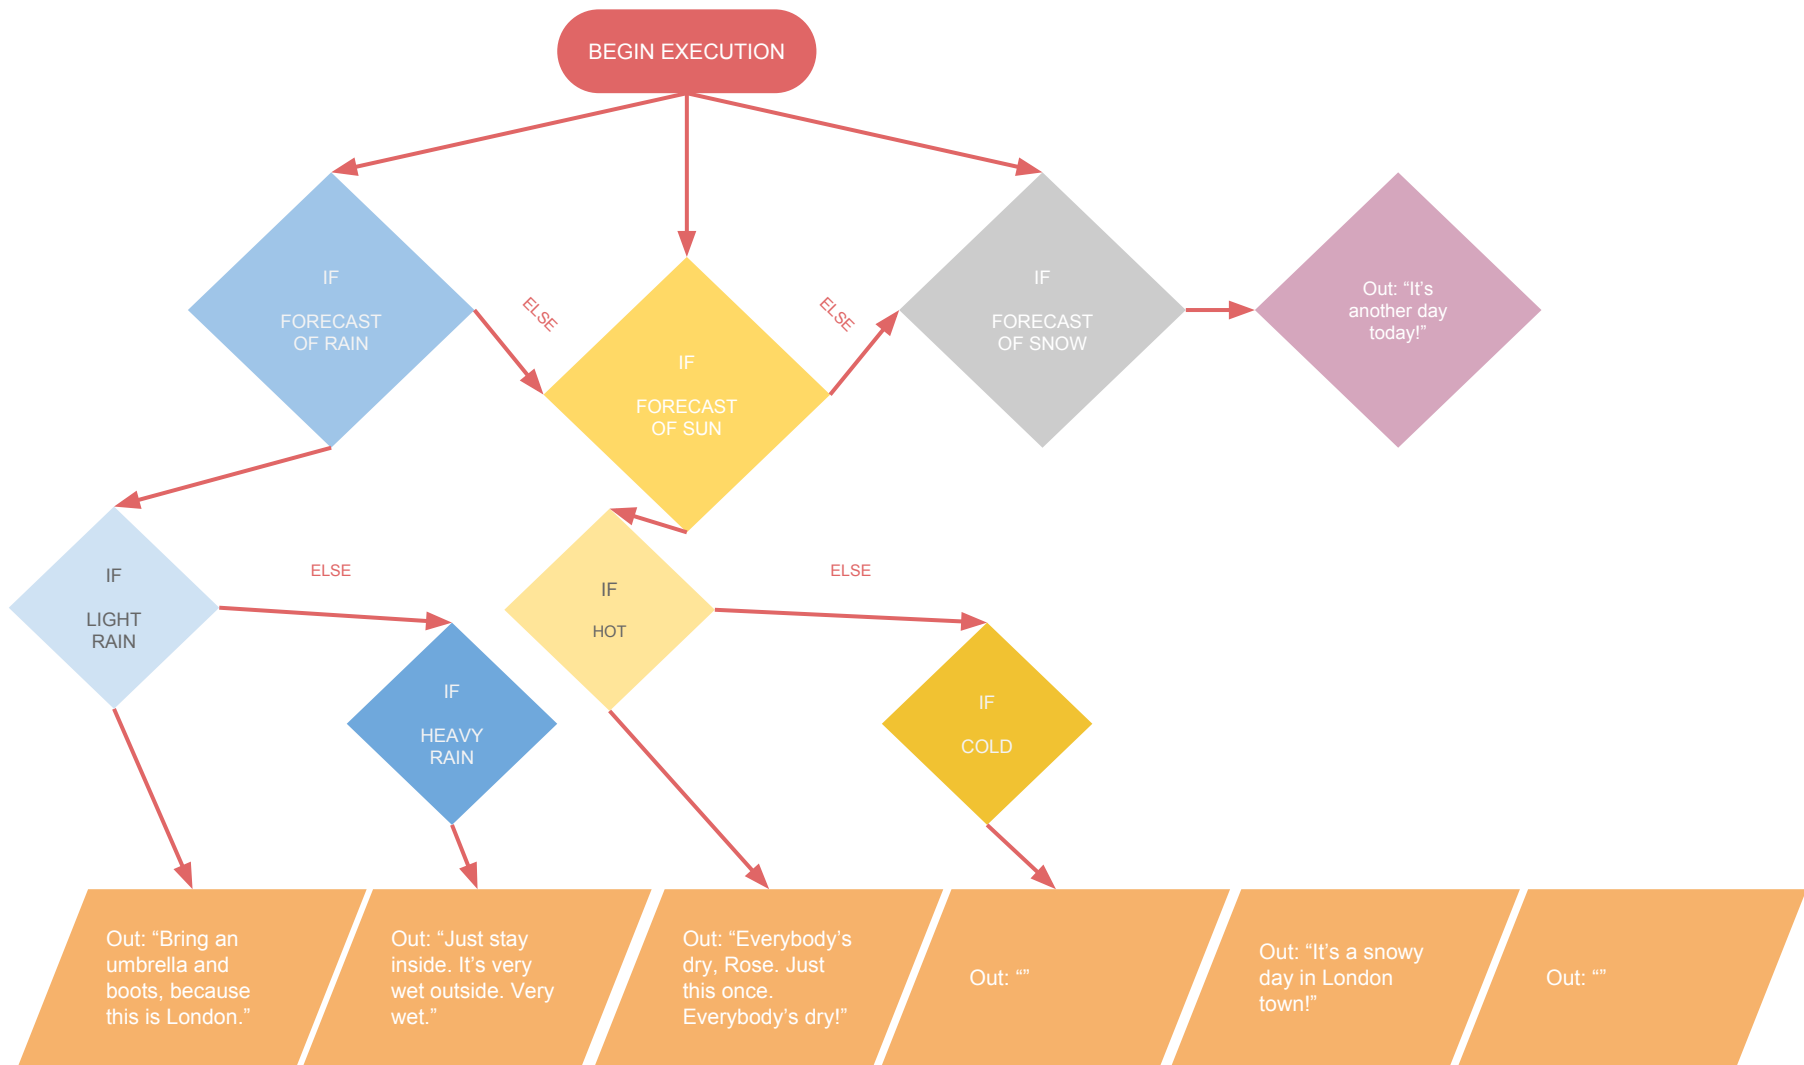 BEGIN EXECUTION
IF
FORECAST
OF RAIN
ELSE
IF
FORECAST
OF SUN
ELSE
IF
FORECAST
OF SNOW
Out: “It’s
another day
today!”
IF
LIGHT
RAIN
ELSE
IF
HEAVY
RAIN
IF
HOT
ELSE
IF
COLD
Out: “Bring an
umbrella and
boots, because
this is London.”
Out: “Just stay
inside. It’s very
wet outside. Very
wet.”
Out: “Everybody’s
dry, Rose. Just
this once.
Everybody’s dry!”
Out: “”
Out: “It’s a snowy
day in London
town!”
Out: “”